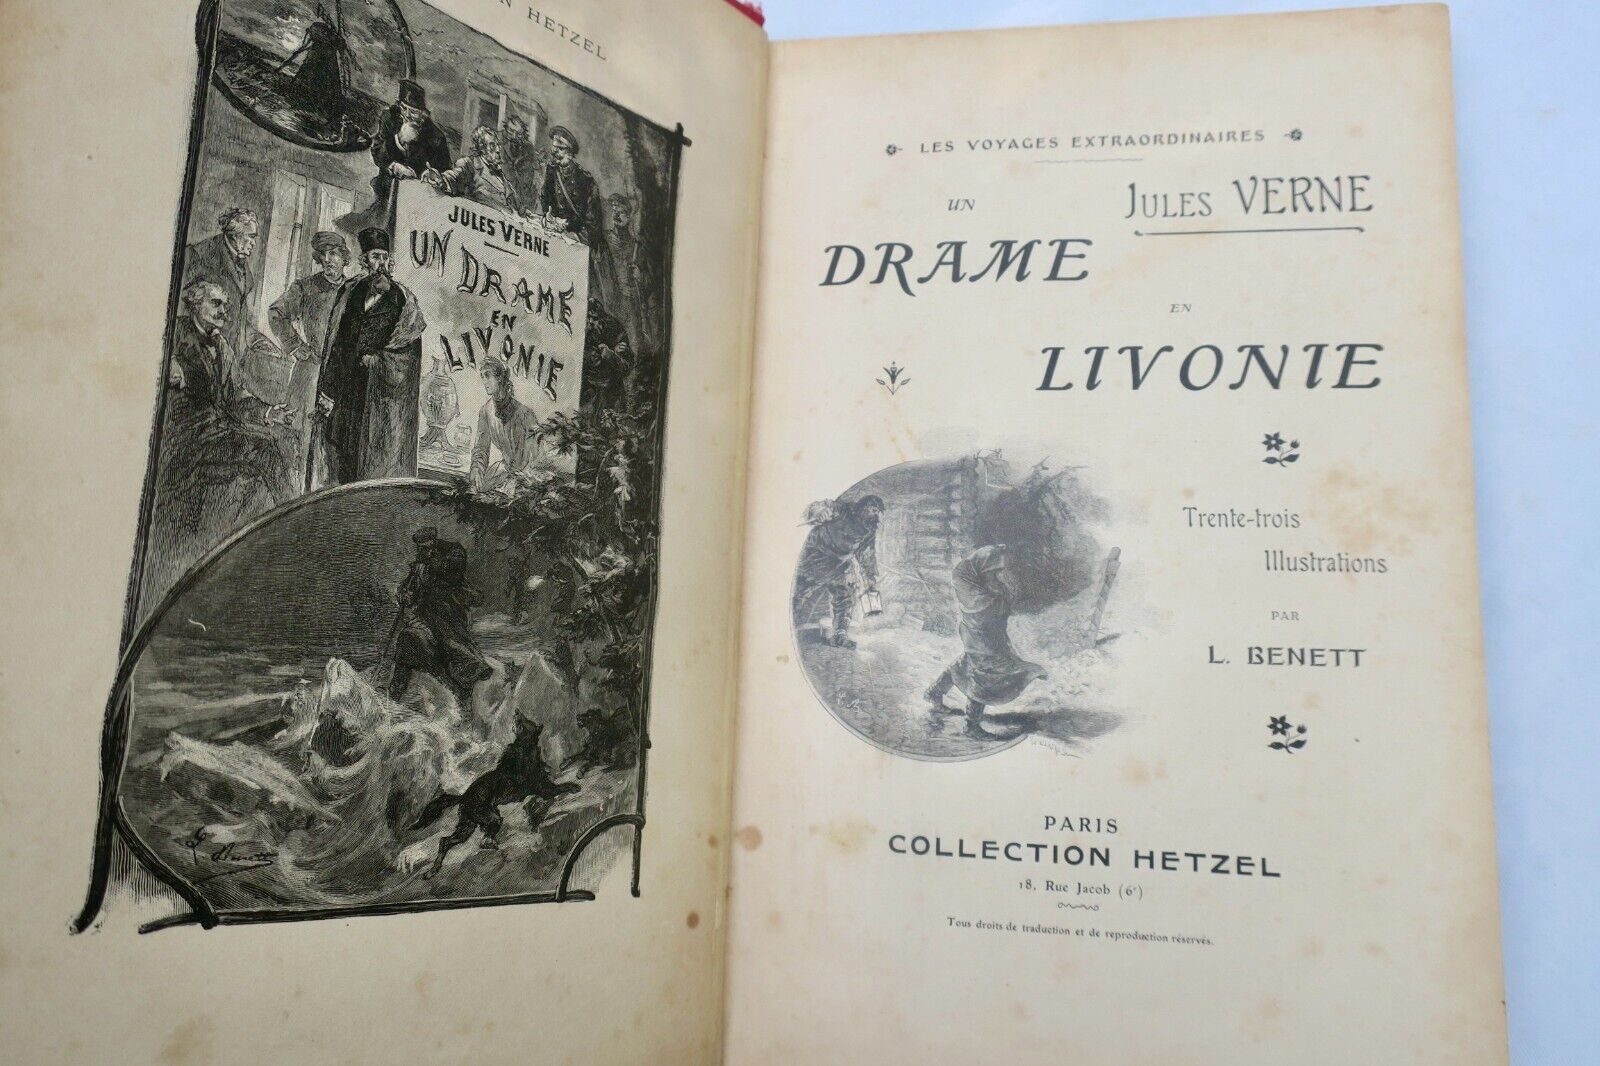 N HETZEL
JULES VERNE
UN DRAME
EN
LIVONIE
L. Benett
LES VOYAGES EXTRAORDINAIRES
JULES VERNE
UN
DRAME
EN
LIVONIE
Trente-trois
Illustrations
PAR
L. BENETT
PARIS
COLLECTION HETZEL
18, Rue Jacob (6e)
Tous droits de traduction et de reproduction réservés.